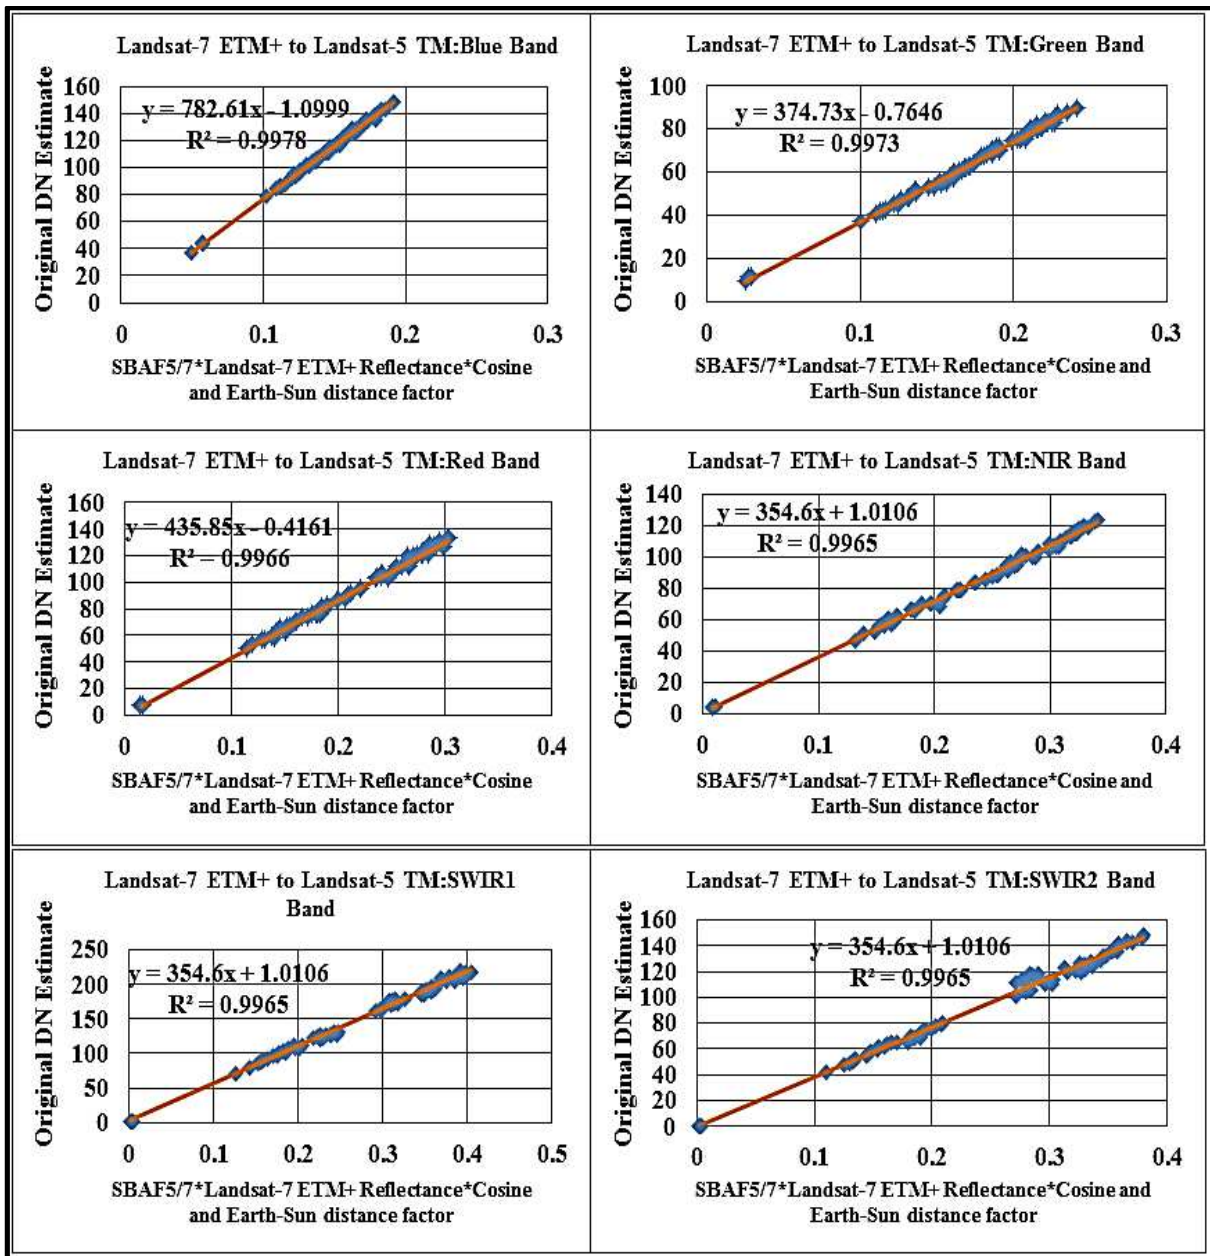 Landsat-7 ETM+ to Landsat-5 TM:Blue Band
Original DN Estimate
160
140
120
100
80
60
40
20
0
y = 782.61x - 1.0999
R² = 0.9978
0 0.1 0.2 0.3
SBAF5/7*Landsat-7 ETM+ Reflectance*Cosine
and Earth-Sun distance factor
Landsat-7 ETM+ to Landsat-5 TM:Green Band
Original DN Estimate
100
80
60
40
20
0
y = 374.73x - 0.7646
R² = 0.9973
0 0.1 0.2 0.3
SBAF5/7*Landsat-7 ETM+ Reflectance*Cosine and
Earth-Sun distance factor
Landsat-7 ETM+ to Landsat-5 TM:Red Band
Original DN Estimate
160
140
120
100
80
60
40
20
0
y = 435.85x - 0.4161
R² = 0.9966
0 0.1 0.2 0.3 0.4
SBAF5/7*Landsat-7 ETM+ Reflectance*Cosine
and Earth-Sun distance factor
Landsat-7 ETM+ to Landsat-5 TM:NIR Band
Original DN Estimate
140
120
100
80
60
40
20
0
y = 354.6x + 1.0106
R² = 0.9965
0 0.1 0.2 0.3 0.4
SBAF5/7*Landsat-7 ETM+ Reflectance*Cosine and
Earth-Sun distance factor
Landsat-7 ETM+ to Landsat-5 TM:SWIR1
Band
Original DN Estimate
250
200
150
100
50
0
y = 354.6x + 1.0106
R² = 0.9965
0 0.1 0.2 0.3 0.4 0.5
SBAF5/7*Landsat-7 ETM+ Reflectance*Cosine
and Earth-Sun distance factor
Landsat-7 ETM+ to Landsat-5 TM:SWIR2 Band
Original DN Estimate
160
140
120
100
80
60
40
20
0
y = 354.6x + 1.0106
R² = 0.9965
0 0.1 0.2 0.3 0.4
SBAF5/7*Landsat-7 ETM+ Reflectance*Cosine and
Earth-Sun distance factor